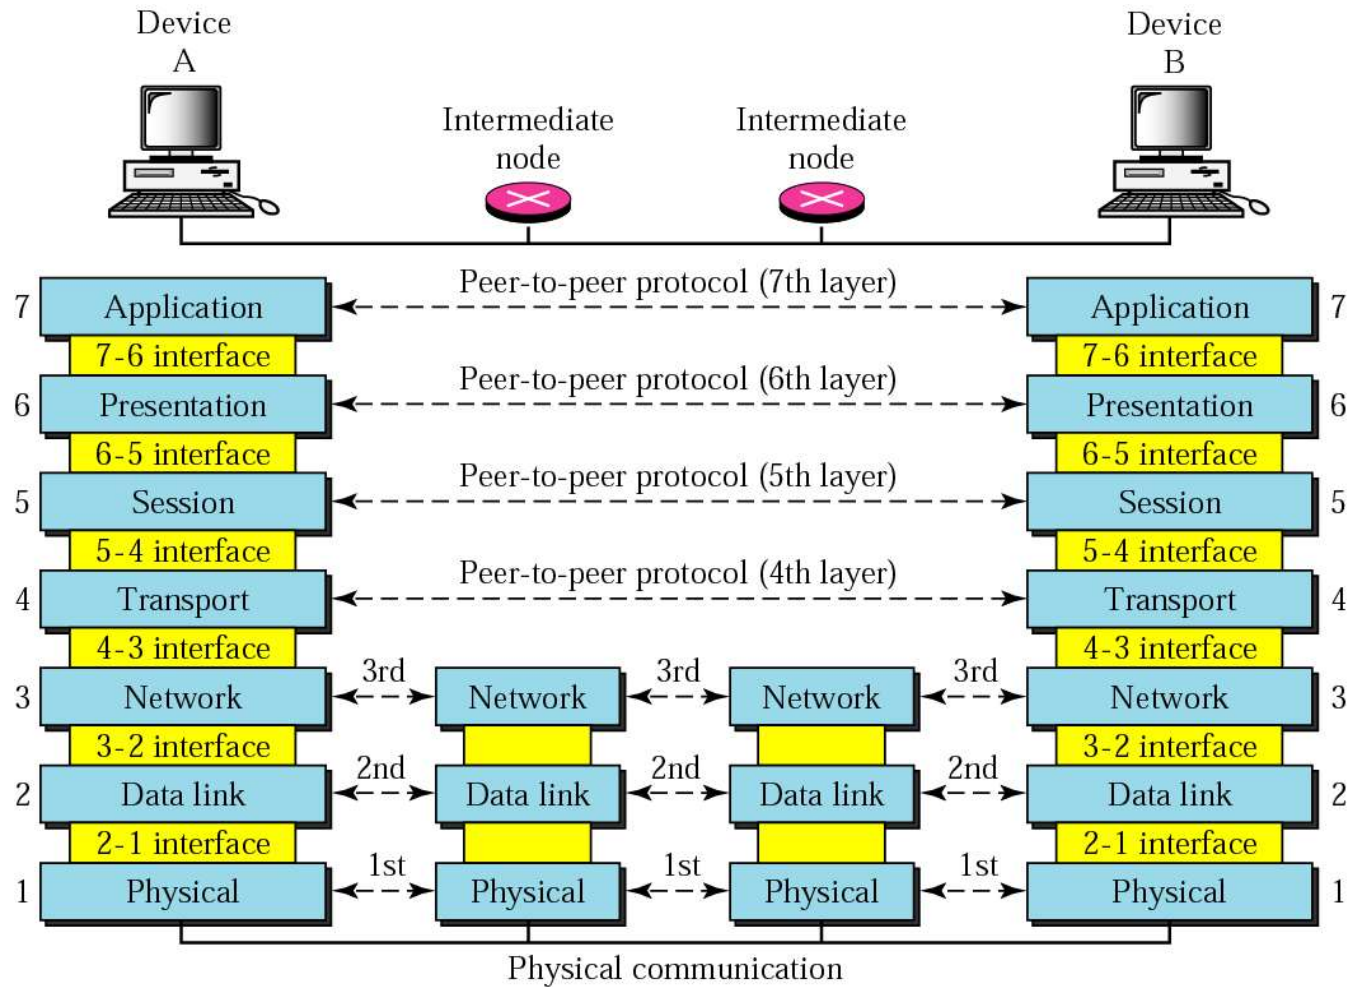 Device
A
Device
B
Intermediate
node
Intermediate
node
7 Application Peer-to-peer protocol (7th layer) Application 7
7-6 interface 7-6 interface
6 Presentation Peer-to-peer protocol (6th layer) Presentation 6
6-5 interface 6-5 interface
5 Session Peer-to-peer protocol (5th layer) Session 5
5-4 interface 5-4 interface
4 Transport Peer-to-peer protocol (4th layer) Transport 4
4-3 interface 4-3 interface
3 Network 3rd Network 3rd Network 3rd Network 3
3-2 interface 3-2 interface
2 Data link 2nd Data link 2nd Data link 2nd Data link 2
2-1 interface 2-1 interface
1 Physical 1st Physical 1st Physical 1st Physical 1
Physical communication